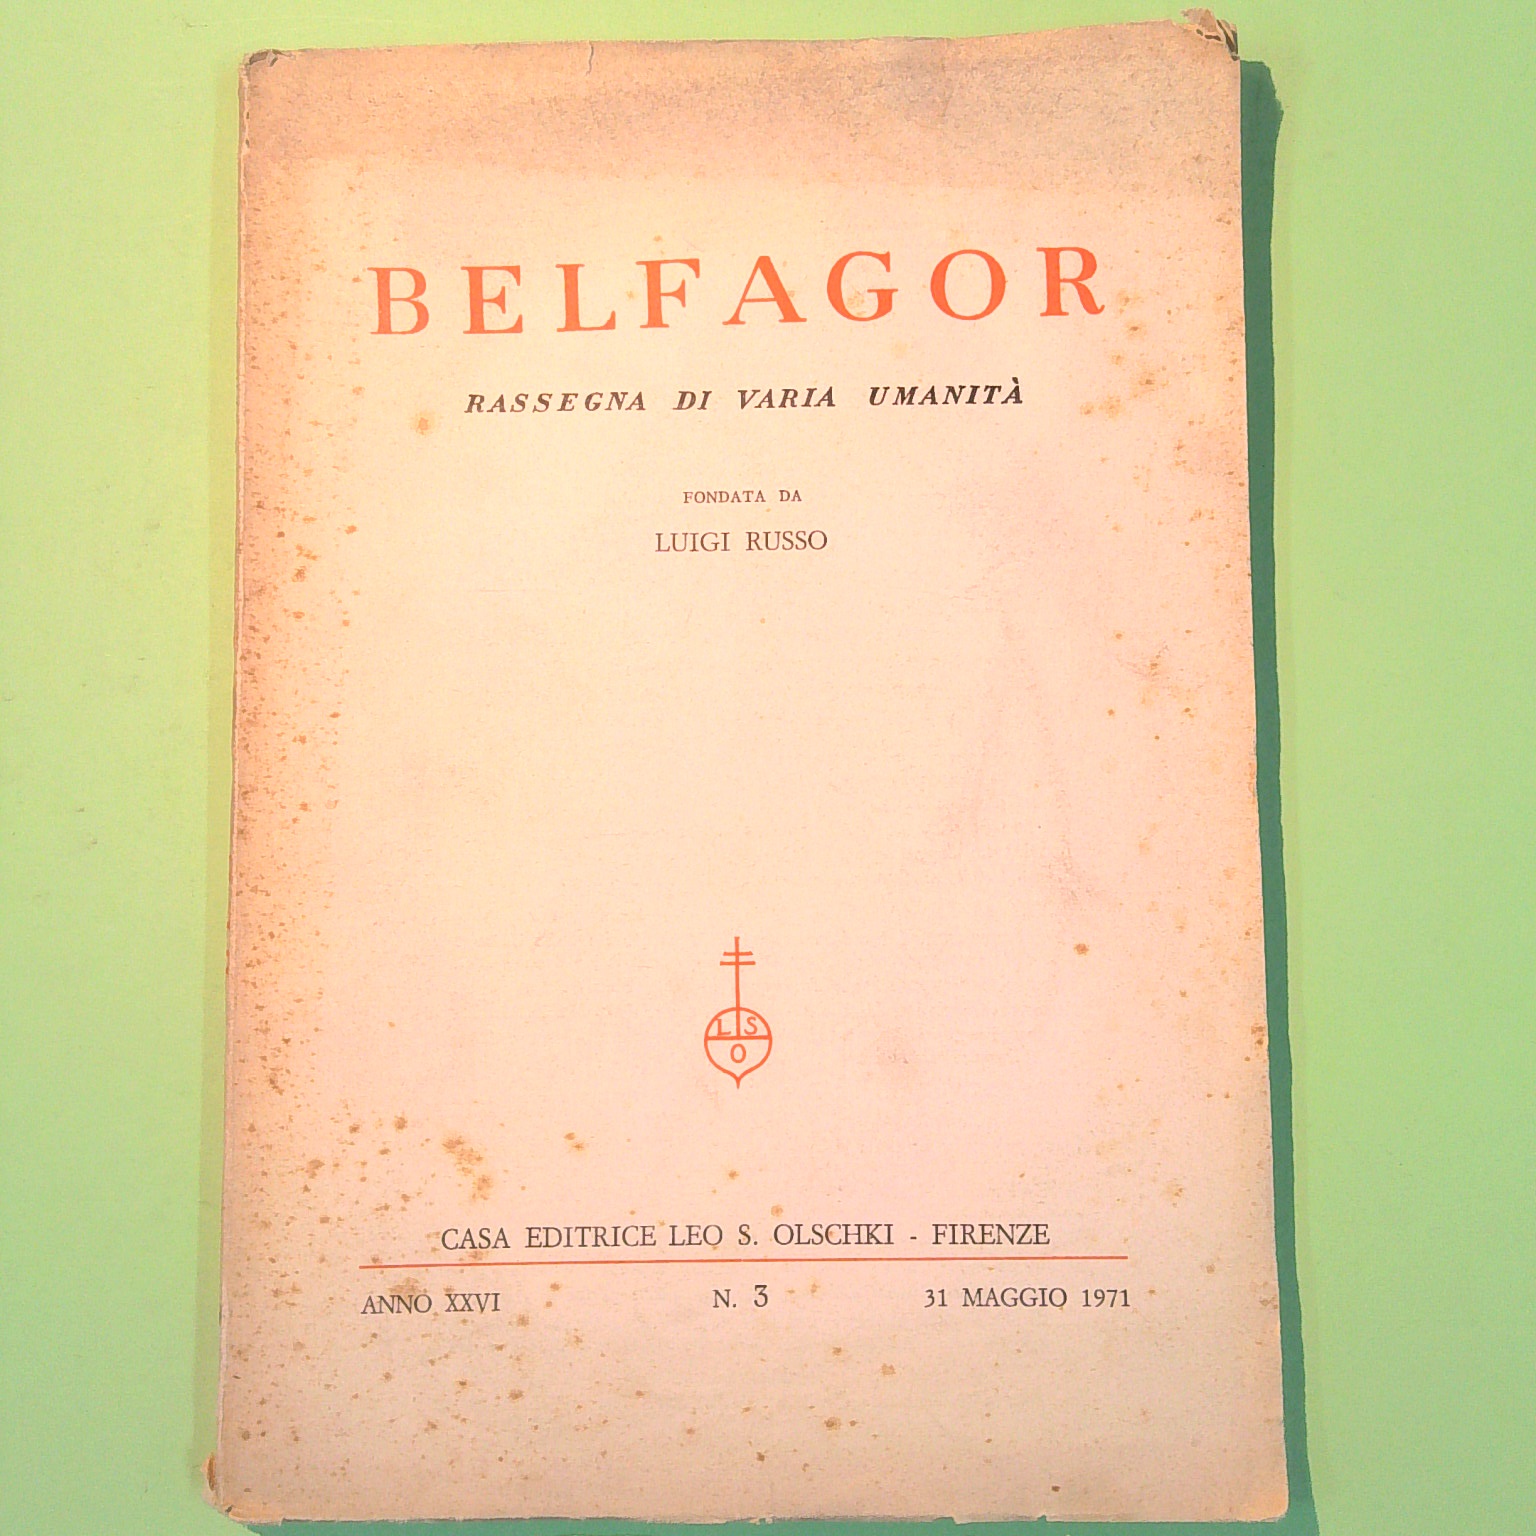 BELFAGOR
RASSEGNA DI VARIA UMANITÀ
FONDATA DA
LUIGI RUSSO
L S
O
CASA EDITRICE LEO S. OLSCHKI - FIRENZE
ANNO XXVI N. 3 31 MAGGIO 1971